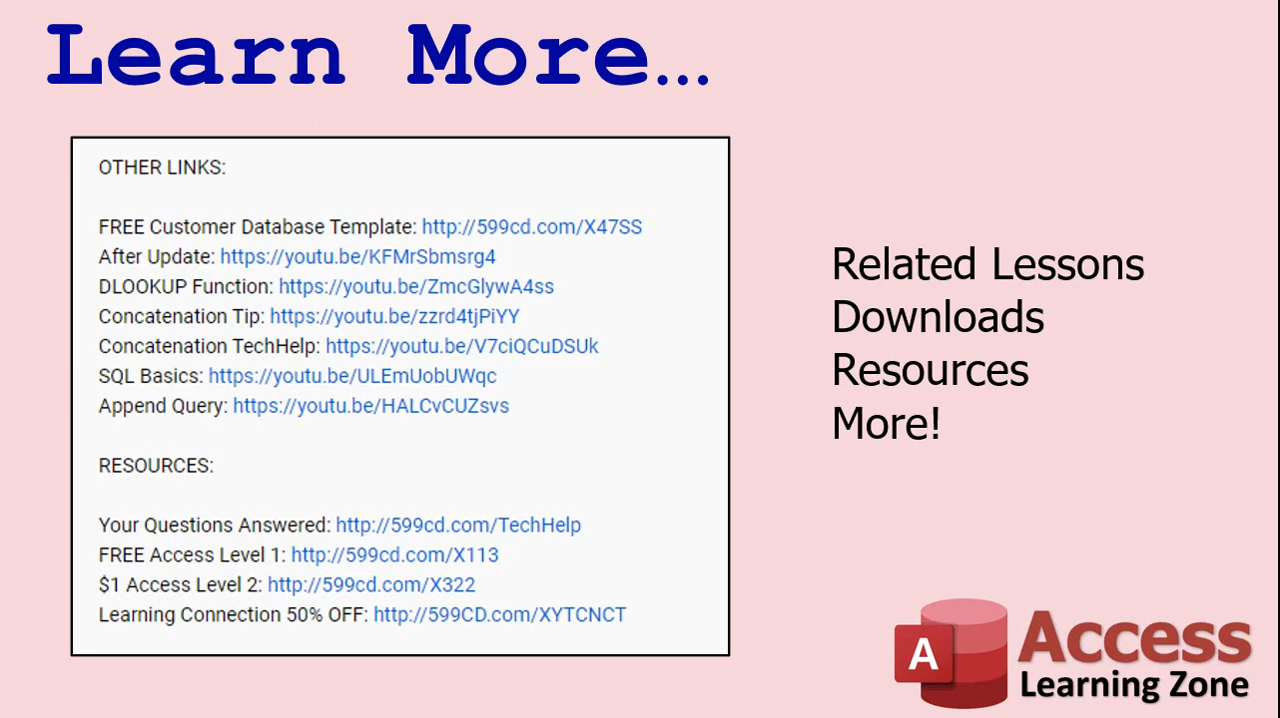 Learn More...
OTHER LINKS:
FREE Customer Database Template: http://599cd.com/X47SS
After Update: https://youtu.be/KFMrSbmsrg4
DLOOKUP Function: https://youtu.be/ZmcGlywA4ss
Concatenation Tip: https://youtu.be/zzrd4tjPiYY
Concatenation TechHelp: https://youtu.be/V7ciQCuDSUk
SQL Basics: https://youtu.be/ULEmUobUWqc
Append Query: https://youtu.be/HALCvCUZsvs
RESOURCES:
Your Questions Answered: http://599cd.com/TechHelp
FREE Access Level 1: http://599cd.com/X113
$1 Access Level 2: http://599cd.com/X322
Learning Connection 50% OFF: http://599CD.com/XYTCNCT
Related Lessons
Downloads
Resources
More!
A
Access
Learning Zone